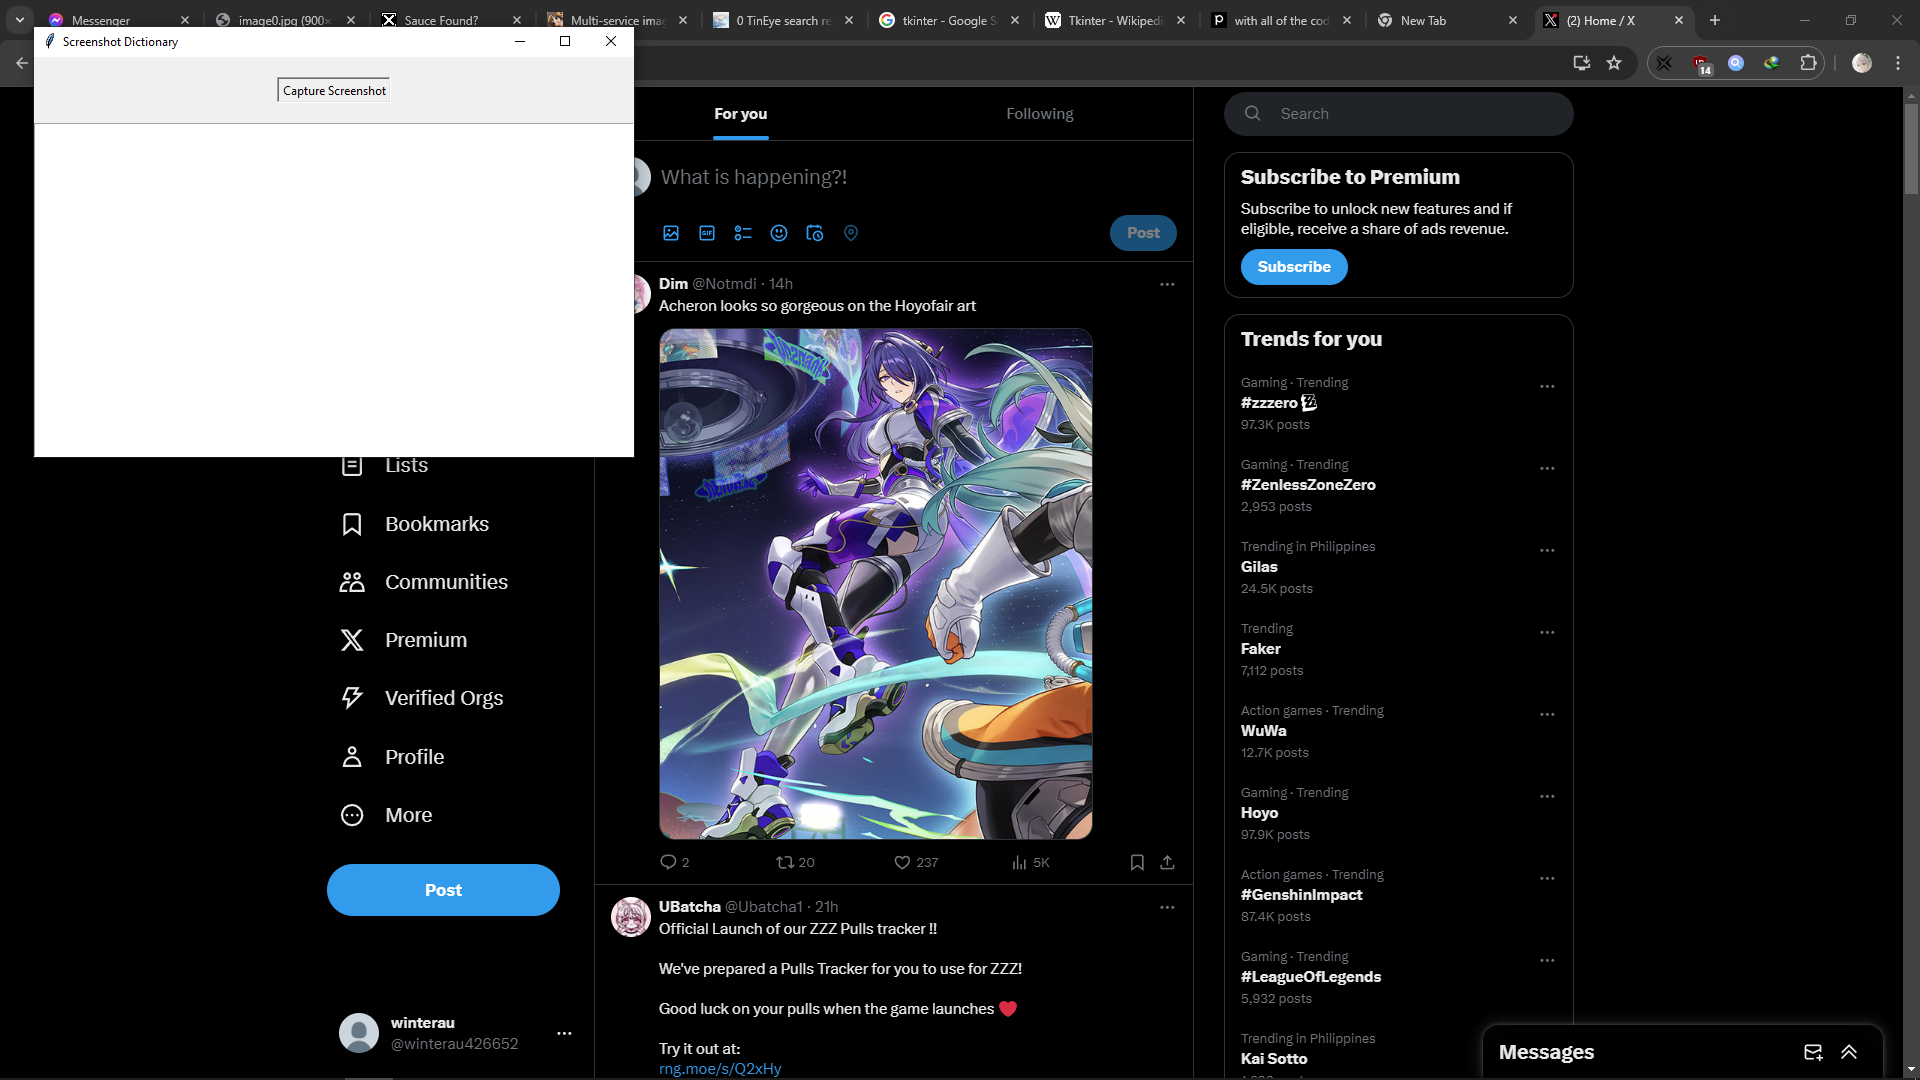 Messenger
image0.jpg (900×
Sauce Found?
Multi-service ima
0 TinEye search re
tkinter - Google S
Tkinter - Wikipedi
with all of the cod
New Tab
(2) Home / X
Screenshot Dictionary
Capture Screenshot
14
For you
Following
Search
What is happening?!
GIF
Post
Subscribe to Premium
Subscribe to unlock new features and if
eligible, receive a share of ads revenue.
Subscribe
Lists
Bookmarks
Communities
Premium
Verified Orgs
Profile
More
Post
winterau
@winterau426652
Dim @Notmdi · 14h
Acheron looks so gorgeous on the Hoyofair art
2
20
237
5K
UBatcha @Ubatcha1 · 21h
Official Launch of our ZZZ Pulls tracker !!
We've prepared a Pulls Tracker for you to use for ZZZ!
Good luck on your pulls when the game launches
Try it out at:
rng.moe/s/Q2xHy
Trends for you
Gaming · Trending
#zzzero
97.3K posts
Gaming · Trending
#ZenlessZoneZero
2,953 posts
Trending in Philippines
Gilas
24.5K posts
Trending
Faker
7,112 posts
Action games · Trending
WuWa
12.7K posts
Gaming · Trending
Hoyo
97.9K posts
Action games · Trending
#GenshinImpact
87.4K posts
Gaming · Trending
#LeagueOfLegends
5,932 posts
Trending in Philippines
Kai Sotto
Messages